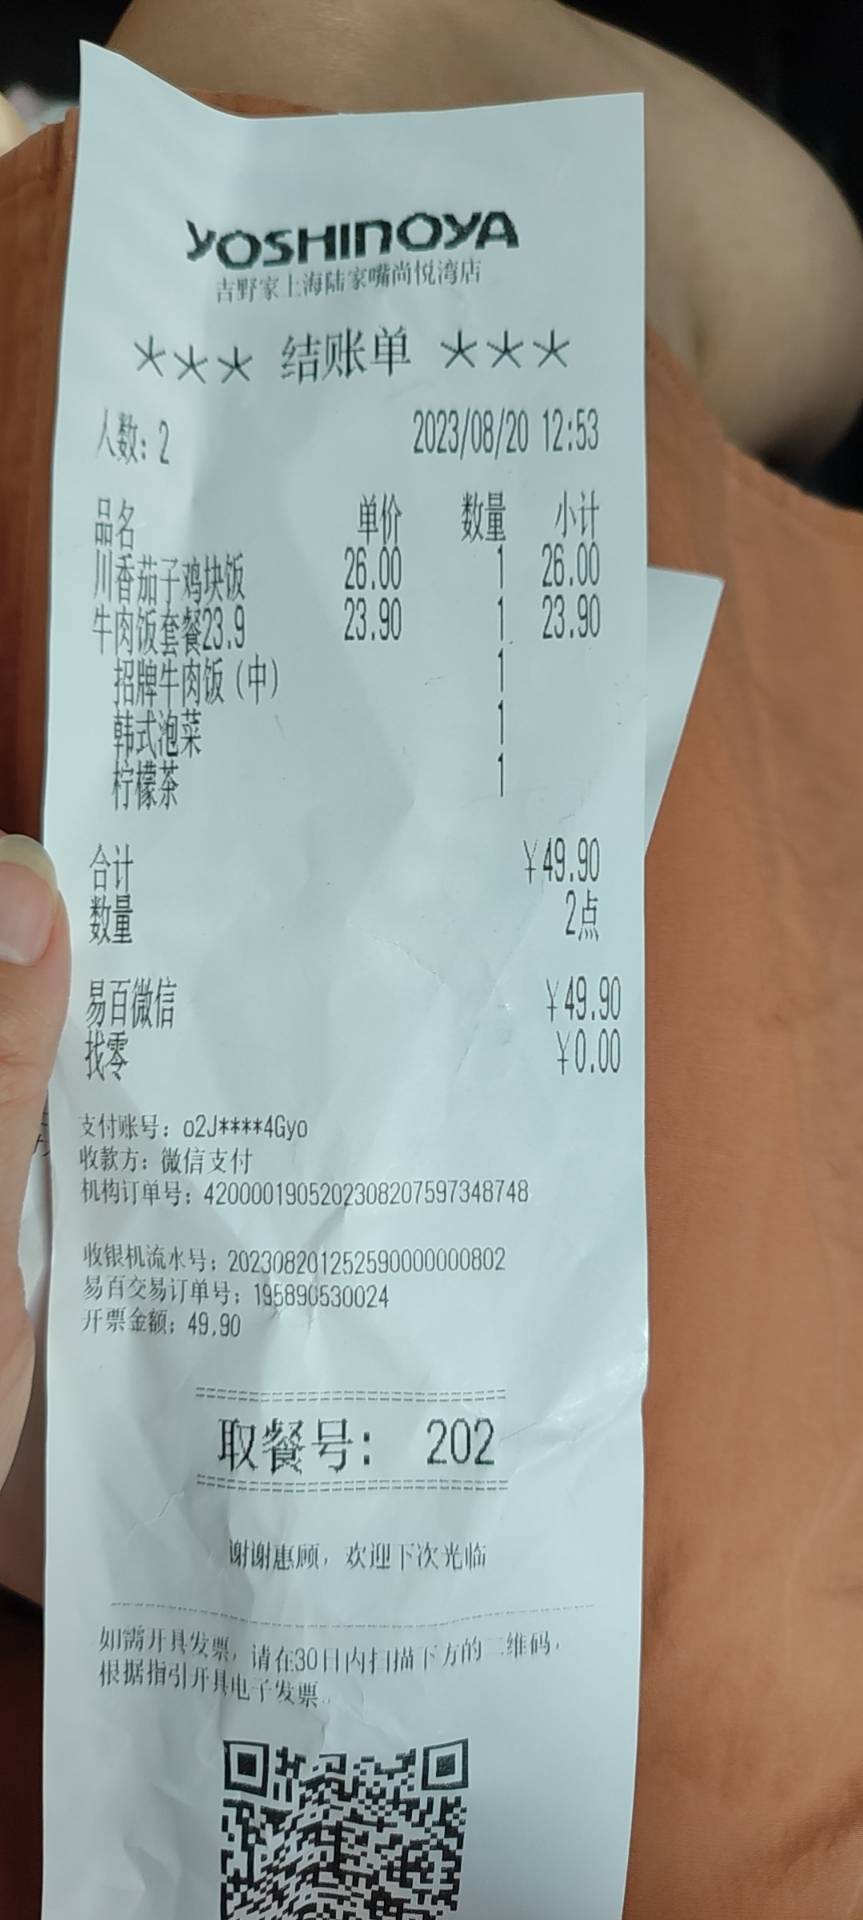 YOSHINOYA
吉野家上海陆家嘴尚悦湾店
*** 结账单 ***
人数: 2 2023/08/20 12:53
品名 单价 数量 小计
川香茄子鸡块饭 26.00 1 26.00
牛肉饭套餐23.9 23.90 1 23.90
招牌牛肉饭(中) 1
韩式泡菜 1
柠檬茶 1
合计 ¥49.90
数量 2点
易百微信 ¥49.90
找零 ¥0.00
支付账号: o2J****4Gyo
收款方: 微信支付
机构订单号: 4200001905202308207597348748
收银机流水号: 2023082012525900000000802
易百交易订单号: 195890530024
开票金额: 49.90
取餐号: 202
谢谢惠顾, 欢迎下次光临
如需开具发票, 请在30日内扫描下方的二维码,
根据指引开具电子发票。